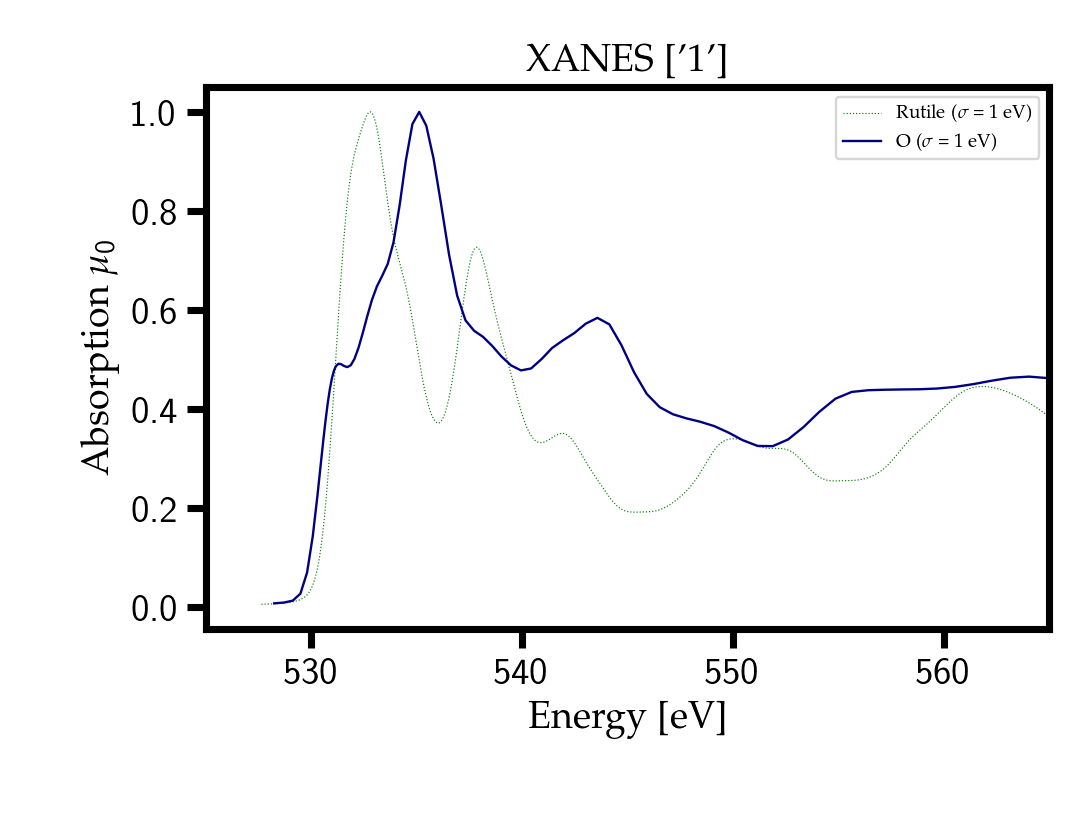 XANES ['1']
Rutile (σ = 1 eV)
O (σ = 1 eV)
1.0
0.8
0.6
0.4
0.2
0.0
Absorption μ₀
530 540 550 560
Energy [eV]